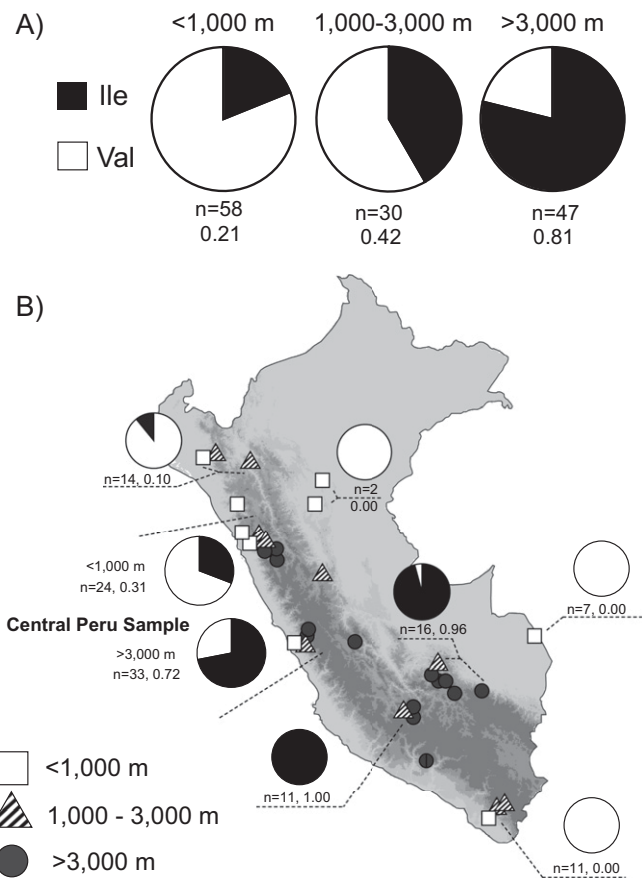 A)
<1,000 m 1,000-3,000 m >3,000 m
Ile
Val
n=58 n=30 n=47
0.21 0.42 0.81
B)
n=14, 0.10
n=2
0.00
<1,000 m
n=24, 0.31
n=16, 0.96
n=7, 0.00
Central Peru Sample
>3,000 m
n=33, 0.72
n=11, 1.00
n=11, 0.00
<1,000 m
1,000 - 3,000 m
>3,000 m